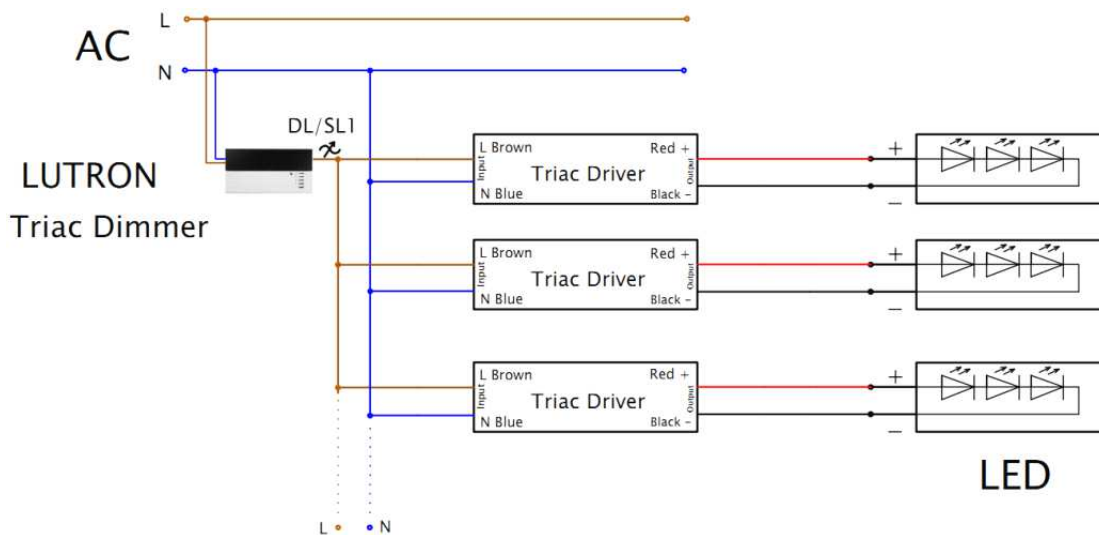 L
AC
N
DL/SL1
LUTRON
Triac Dimmer
L Brown
Red +
Input
Triac Driver
Output
N Blue
Black -
+
−
L Brown
Red +
Input
Triac Driver
Output
N Blue
Black -
+
−
L Brown
Red +
Input
Triac Driver
Output
N Blue
Black -
+
−
LED
L
N